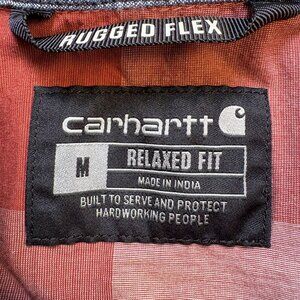 RUGGED FLEX
carhartt
M
RELAXED FIT
MADE IN INDIA
BUILT TO SERVE AND PROTECT
HARDWORKING PEOPLE